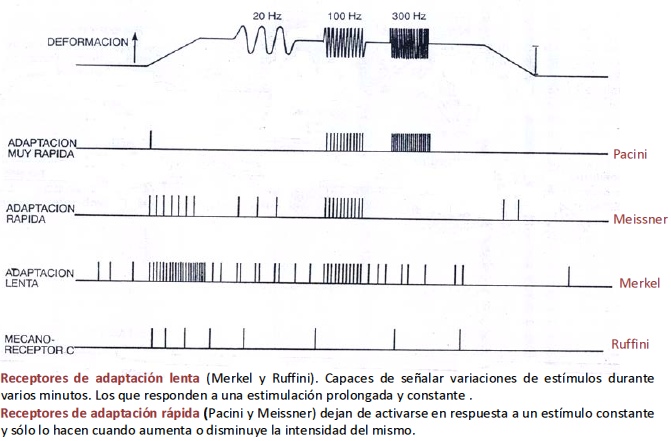 20 Hz 100 Hz 300 Hz
DEFORMACION
ADAPTACION
MUY RAPIDA
Pacini
ADAPTACION
RAPIDA
Meissner
ADAPTACION
LENTA
Merkel
MECANO-
RECEPTOR C
Ruffini
Receptores de adaptación lenta (Merkel y Ruffini). Capaces de señalar variaciones de estímulos durante
varios minutos. Los que responden a una estimulación prolongada y constante .
Receptores de adaptación rápida (Pacini y Meissner) dejan de activarse en respuesta a un estímulo constante
y sólo lo hacen cuando aumenta o disminuye la intensidad del mismo.